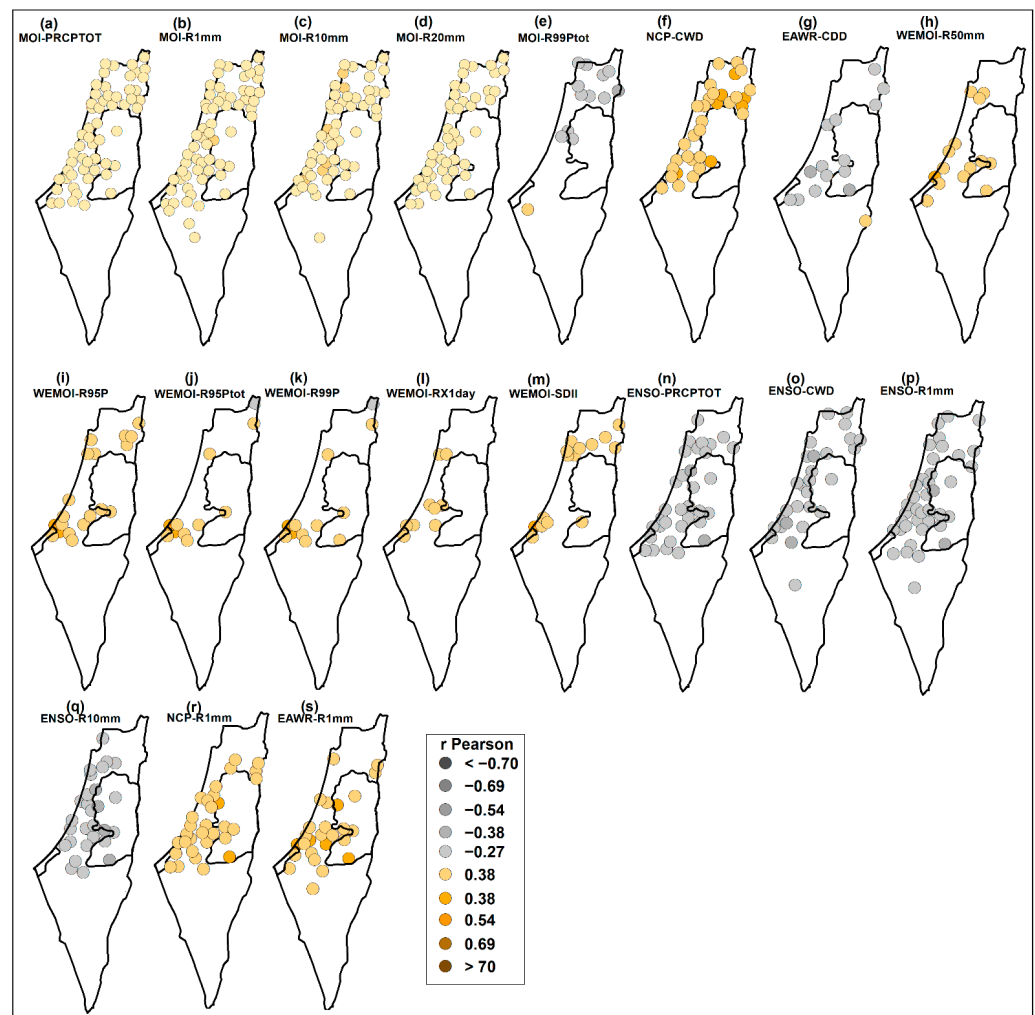 (a) (b) (c) (d) (e) (f) (g) (h)
MOI-PRCPTOT MOI-R1mm MOI-R10mm MOI-R20mm MOI-R99Ptot NCP-CWD EAWR-CDD WEMOI-R50mm
(i) (j) (k) (l) (m) (n) (o) (p)
WEMOI-R95P WEMOI-R95Ptot WEMOI-R99P WEMOI-RX1day WEMOI-SDII ENSO-PRCPTOT ENSO-CWD ENSO-R1mm
(q) (r) (s)
ENSO-R10mm NCP-R1mm EAWR-R1mm
r Pearson
< −0.70
−0.69
−0.54
−0.38
−0.27
0.38
0.38
0.54
0.69
> 70